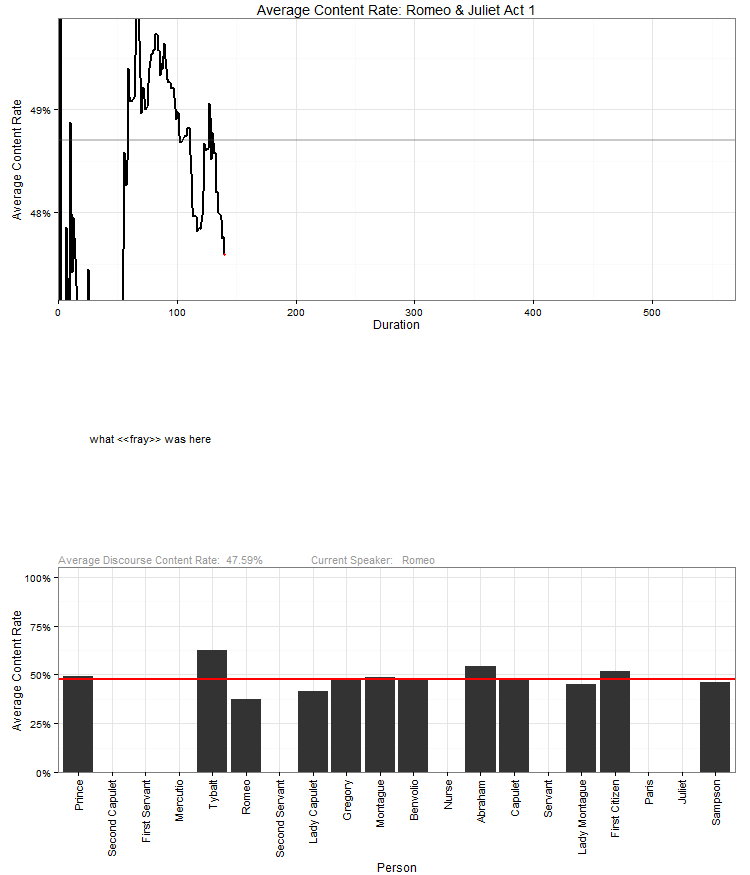 Average Content Rate: Romeo & Juliet Act 1
Average Content Rate
49%
48%
0 100 200 300 400 500
Duration
what <<fray>> was here
Average Discourse Content Rate: 47.59% Current Speaker: Romeo
Average Content Rate
100%
75%
50%
25%
0%
Prince
Second Capulet
First Servant
Mercutio
Tybalt
Romeo
Second Servant
Lady Capulet
Gregory
Montague
Benvolio
Nurse
Abraham
Capulet
Servant
Lady Montague
First Citizen
Paris
Juliet
Sampson
Person